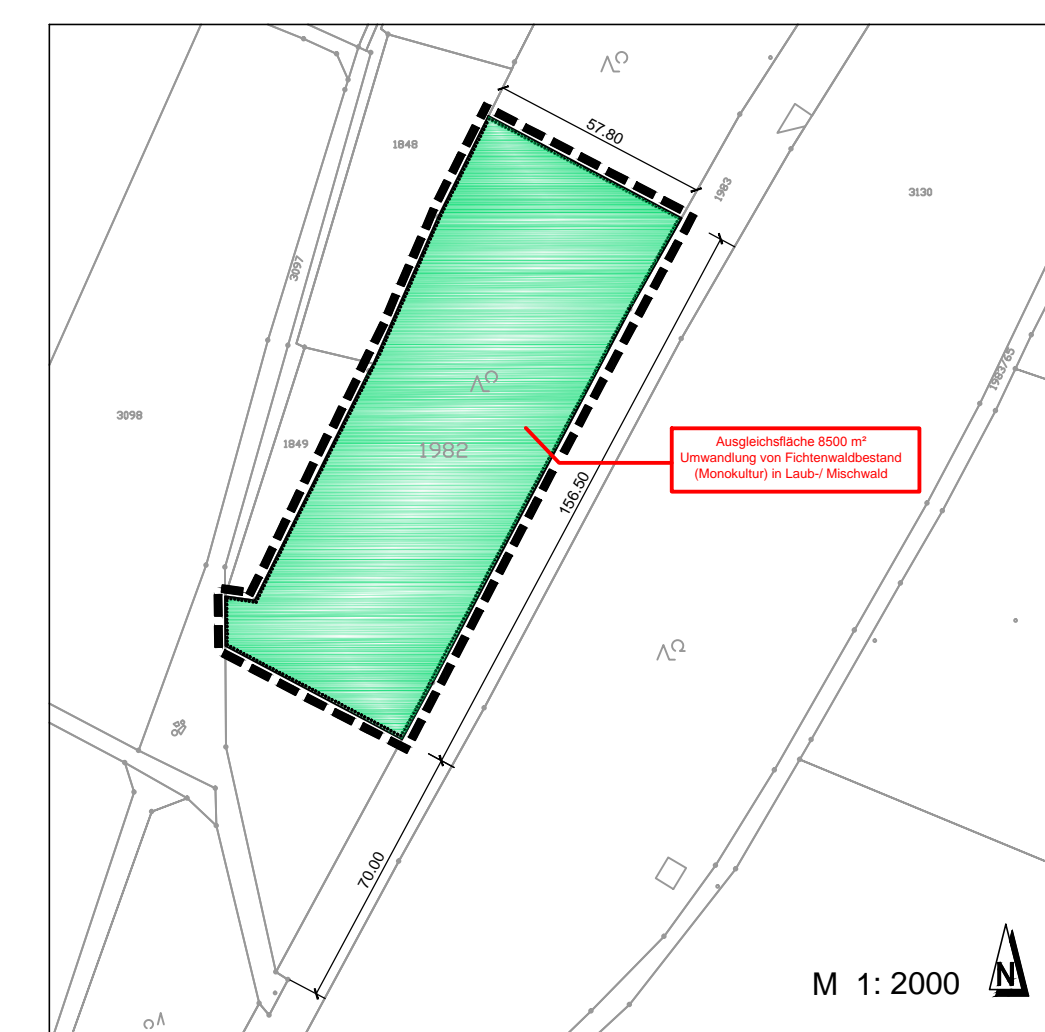 57.80
1848
1983
3130
3097
1983/65
3098
1849
1982
Ausgleichsfläche 8500 m²
Umwandlung von Fichtenwaldbestand
(Monokultur) in Laub-/ Mischwald
156.50
70.00
M 1: 2000
N